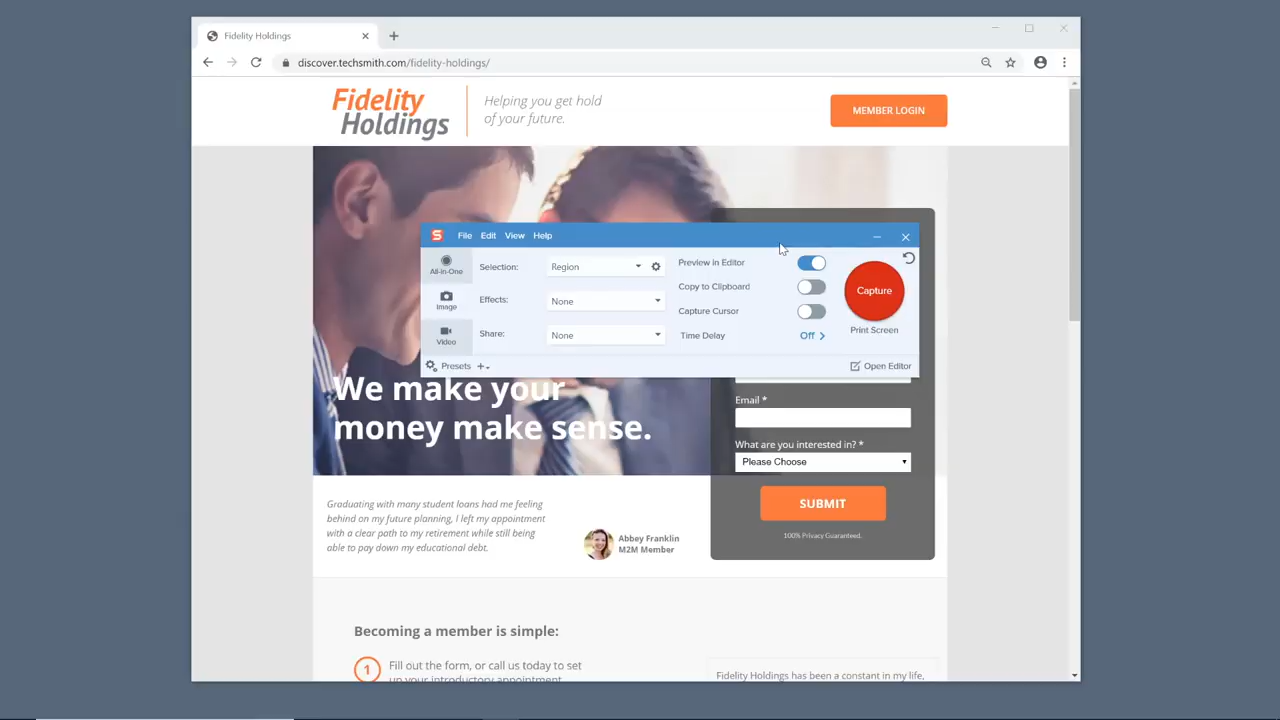 Fidelity Holdings
discover.techsmith.com/fidelity-holdings/
Fidelity
Holdings
Helping you get hold
of your future.
MEMBER LOGIN
S File Edit View Help
All-in-One
Image
Video
Selection: Region
Effects: None
Share: None
Preview in Editor
Copy to Clipboard
Capture Cursor
Time Delay Off
Capture
Print Screen
Presets
Open Editor
We make your
money make sense.
Email *
What are you interested in? *
Please Choose
SUBMIT
100% Privacy Guaranteed.
Graduating with many student loans had me feeling
behind on my future planning, I left my appointment
with a clear path to my retirement while still being
able to pay down my educational debt.
Abbey Franklin
M2M Member
Becoming a member is simple:
1 Fill out the form, or call us today to set
up your introductory appointment
Fidelity Holdings has been a constant in my life,